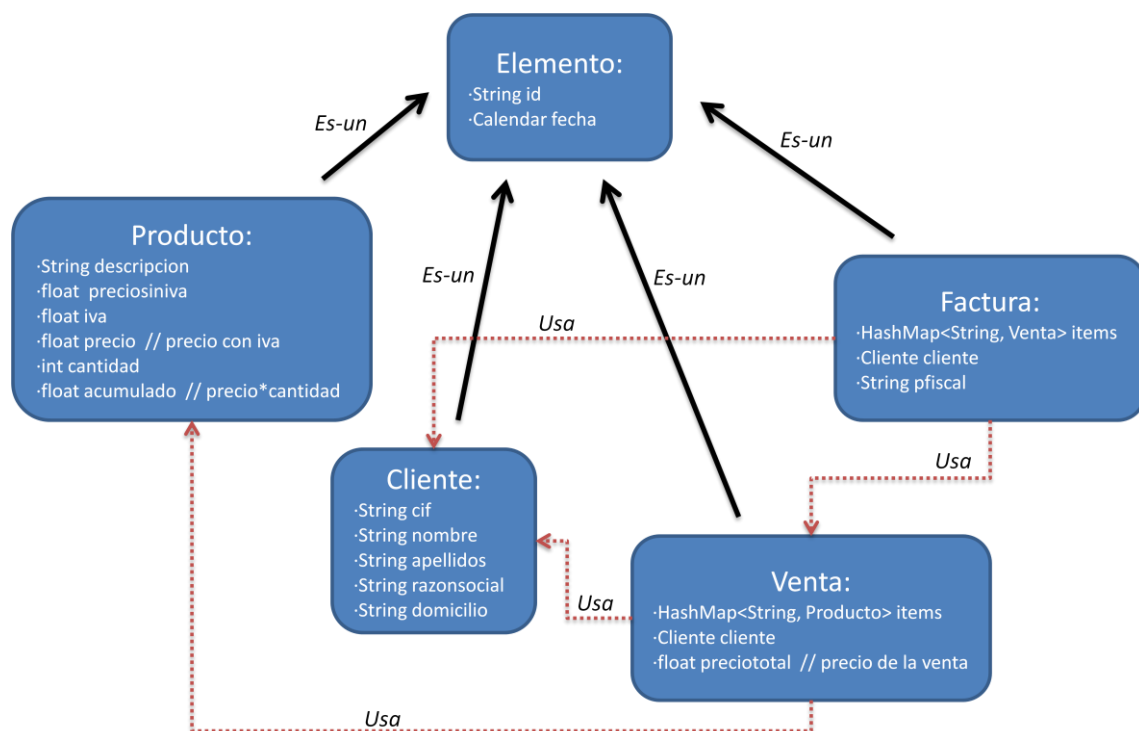 Elemento:
·String id
·Calendar fecha
Es-un
Es-un
Es-un
Es-un
Producto:
·String descripcion
·float  preciosiniva
·float iva
·float precio  // precio con iva
·int cantidad
·float acumulado  // precio*cantidad
Factura:
·HashMap<String, Venta> items
·Cliente cliente
·String pfiscal
Usa
Usa
Cliente:
·String cif
·String nombre
·String apellidos
·String razonsocial
·String domicilio
Usa
Venta:
·HashMap<String, Producto> items
·Cliente cliente
·float preciototal  // precio de la venta
Usa